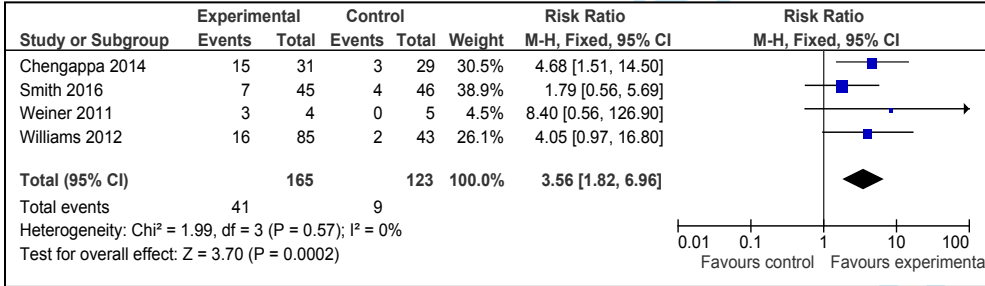 Experimental Control Risk Ratio Risk Ratio
Study or Subgroup Events Total Events Total Weight M-H, Fixed, 95% CI M-H, Fixed, 95% CI
Chengappa 2014 15 31 3 29 30.5% 4.68 [1.51, 14.50]
Smith 2016 7 45 4 46 38.9% 1.79 [0.56, 5.69]
Weiner 2011 3 4 0 5 4.5% 8.40 [0.56, 126.90]
Williams 2012 16 85 2 43 26.1% 4.05 [0.97, 16.80]
Total (95% CI) 165 123 100.0% 3.56 [1.82, 6.96]
Total events 41 9
Heterogeneity: Chi² = 1.99, df = 3 (P = 0.57); I² = 0%
Test for overall effect: Z = 3.70 (P = 0.0002)
0.01 0.1 1 10 100
Favours control Favours experimenta